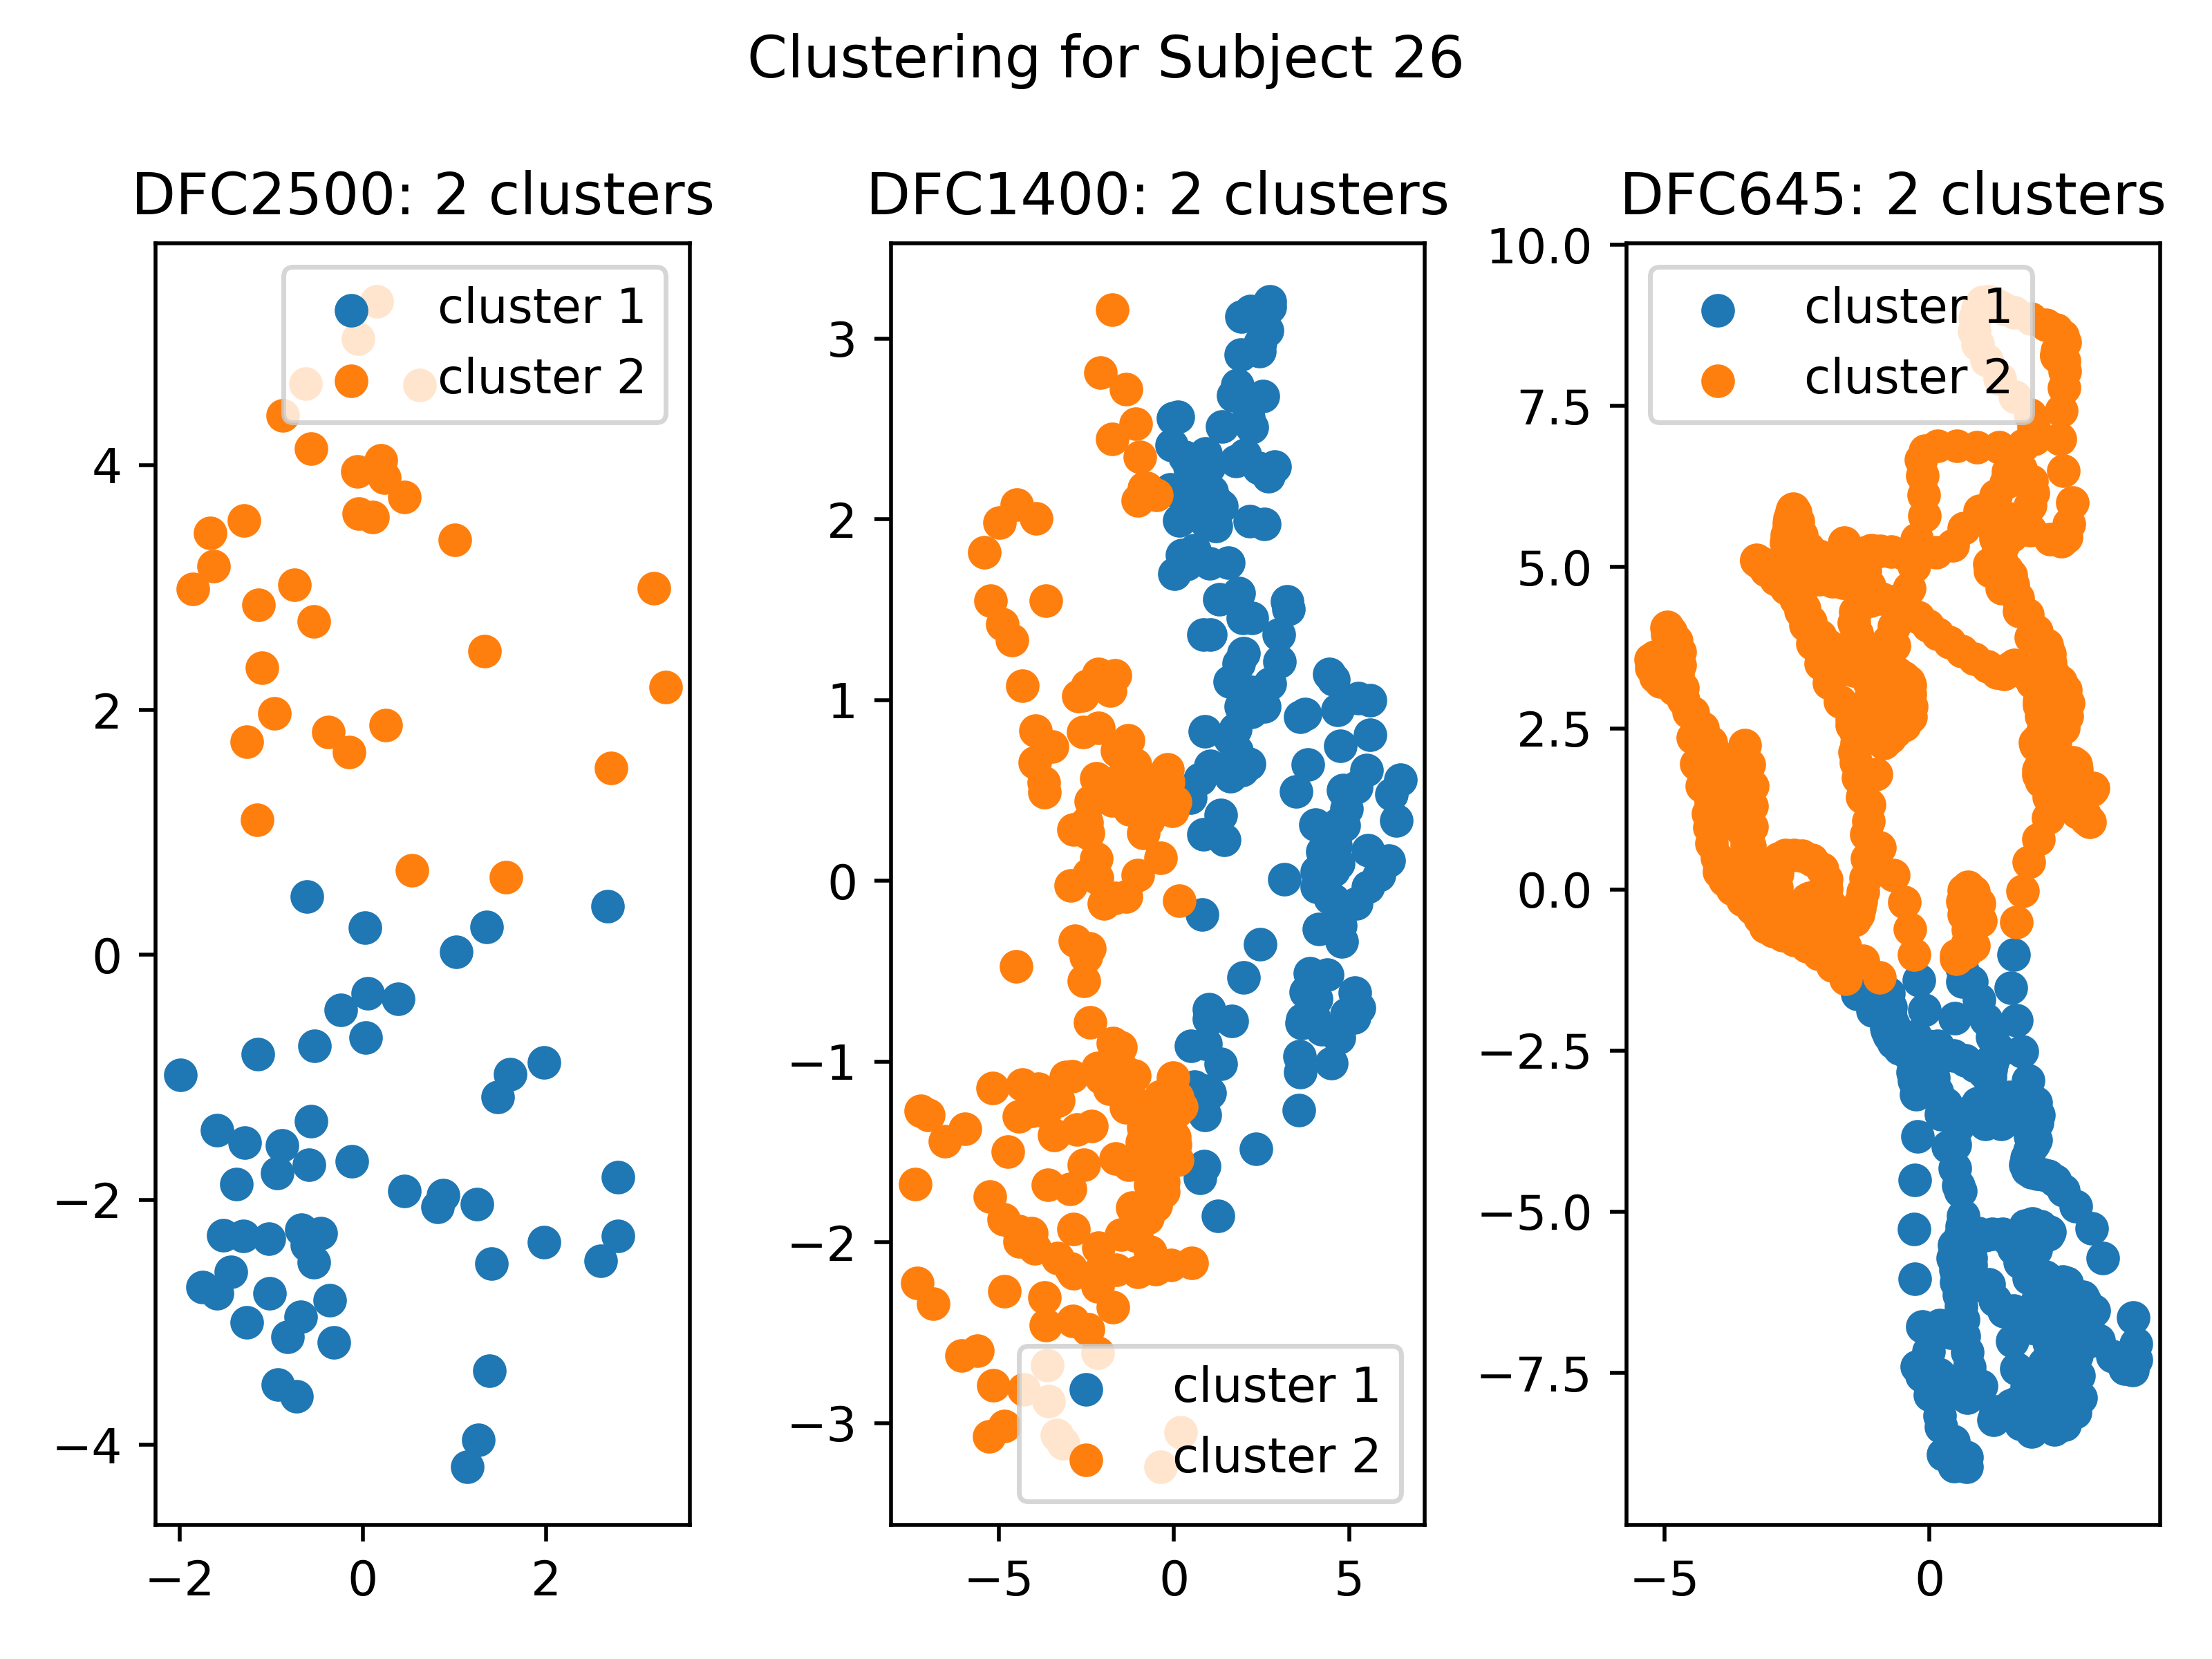 Clustering for Subject 26
DFC2500: 2 clusters
cluster 1
cluster 2
4
2
0
−2
−4
−2
0
2
DFC1400: 2 clusters
3
2
1
0
−1
−2
−3
cluster 1
cluster 2
−5
0
5
DFC645: 2 clusters
10.0
cluster 1
cluster 2
7.5
5.0
2.5
0.0
−2.5
−5.0
−7.5
−5
0